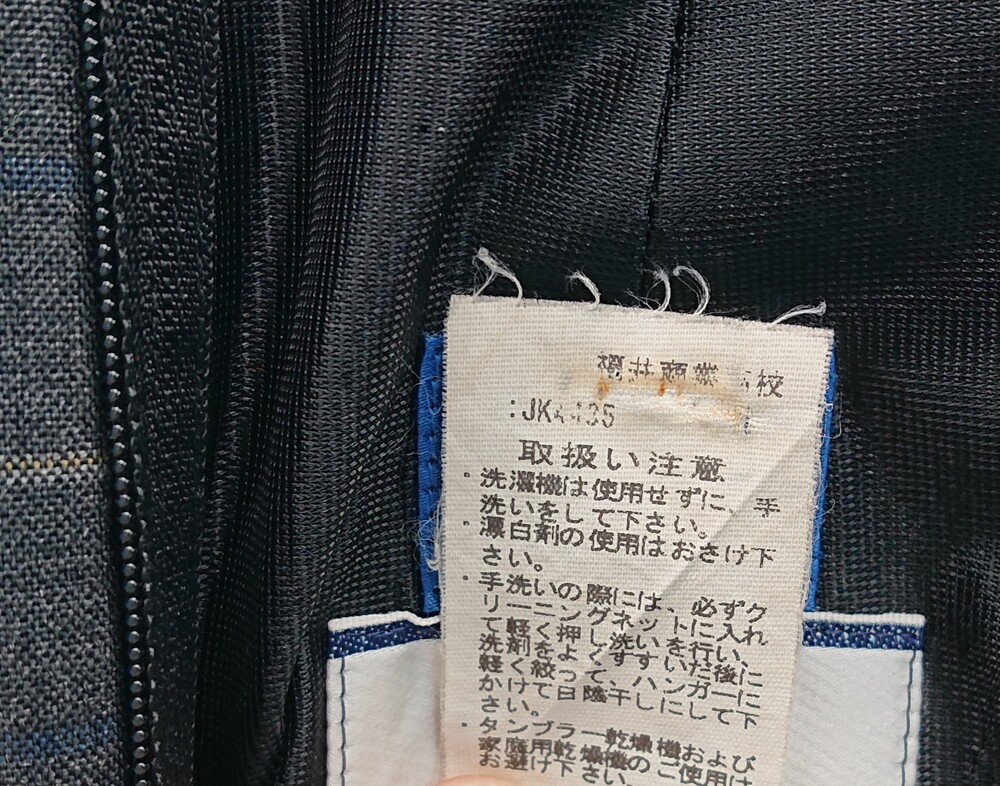 :JK4435
取扱い注意
・洗濯機は使用せずに、手
洗いをして下さい。
・漂白剤の使用はおさけ下
さい。
・手洗いの際には、必ずク
リーニングネットに入れ
て軽く押し洗いを行い、
洗剤をよくすすいだ後に
軽く絞って、ハンガーに
かけて日陰干しにして下
さい。
・タンブラー乾燥機および
家庭用乾燥機のご使用は
お避け下さい。